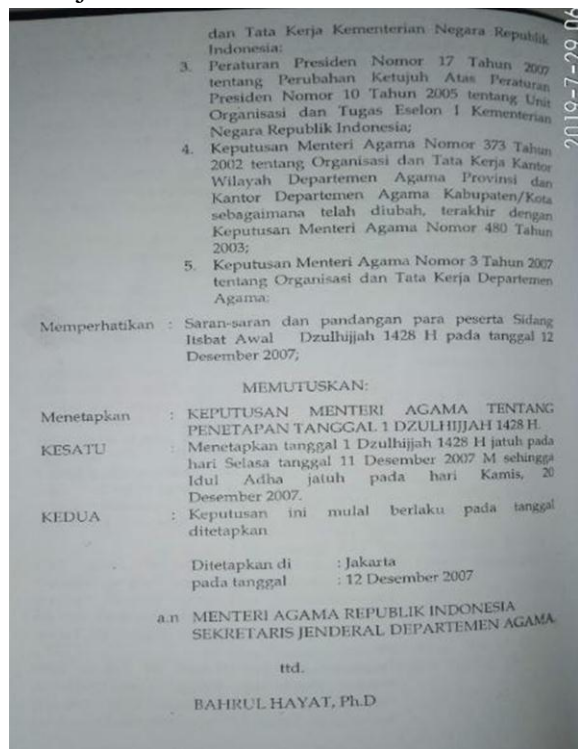 dan Tata Kerja Kementerian Negara Republik
Indonesia;
3. Peraturan Presiden Nomor 17 Tahun 2007
tentang Perubahan Ketujuh Atas Peraturan
Presiden Nomor 10 Tahun 2005 tentang Unit
Organisasi dan Tugas Eselon I Kementerian
Negara Republik Indonesia;
4. Keputusan Menteri Agama Nomor 373 Tahun
2002 tentang Organisasi dan Tata Kerja Kantor
Wilayah Departemen Agama Provinsi dan
Kantor Departemen Agama Kabupaten/Kota
sebagaimana telah diubah, terakhir dengan
Keputusan Menteri Agama Nomor 480 Tahun
2003;
5. Keputusan Menteri Agama Nomor 3 Tahun 2007
tentang Organisasi dan Tata Kerja Departemen
Agama;
Memperhatikan : Saran-saran dan pandangan para peserta Sidang
Itsbat Awal Dzulhijjah 1428 H pada tanggal 12
Desember 2007;
MEMUTUSKAN:
Menetapkan : KEPUTUSAN MENTERI AGAMA TENTANG
PENETAPAN TANGGAL 1 DZULHIJJAH 1428 H.
KESATU : Menetapkan tanggal 1 Dzulhijjah 1428 H jatuh pada
hari Selasa tanggal 11 Desember 2007 M sehingga
Idul Adha jatuh pada hari Kamis, 20
Desember 2007.
KEDUA : Keputusan ini mulal berlaku pada tanggal
ditetapkan
Ditetapkan di : Jakarta
pada tanggal : 12 Desember 2007
a.n MENTERI AGAMA REPUBLIK INDONESIA
SEKRETARIS JENDERAL DEPARTEMEN AGAMA
ttd.
BAHRUL HAYAT, Ph.D
2019-7-29 06